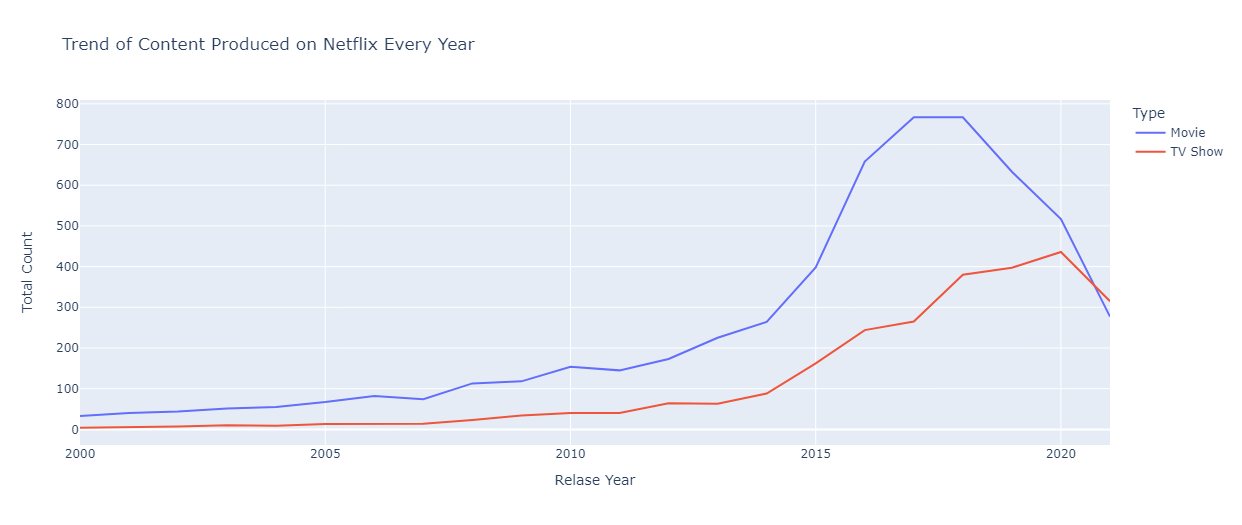 Trend of Content Produced on Netflix Every Year
Type
Movie
TV Show
800
700
600
500
400
300
200
100
0
Total Count
2000
2005
2010
2015
2020
Relase Year